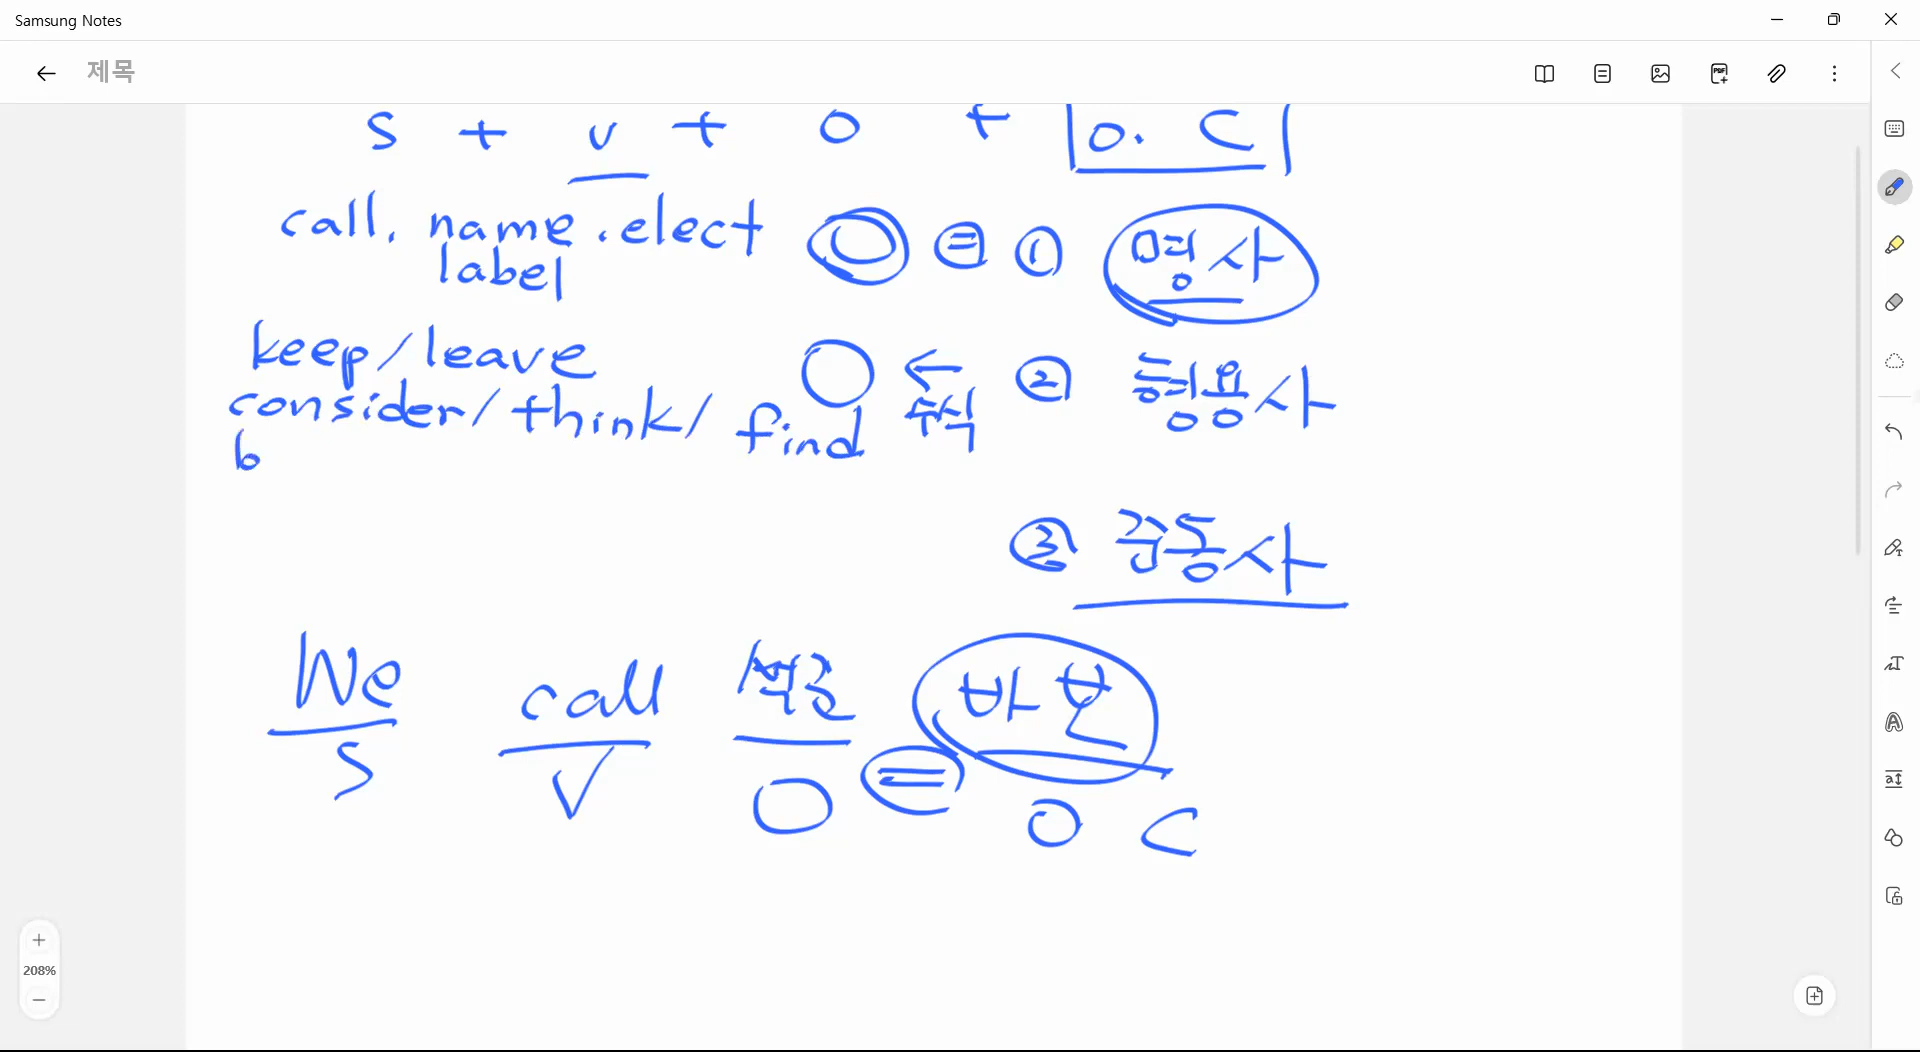 Samsung Notes
제목
S + V + O + O. C
call, name, elect O = ① 명사
label
keep/leave O ← ② 형용사
consider/think/find 수식
b
③ 준동사
We call 석준 바보
S V O = O C
208%